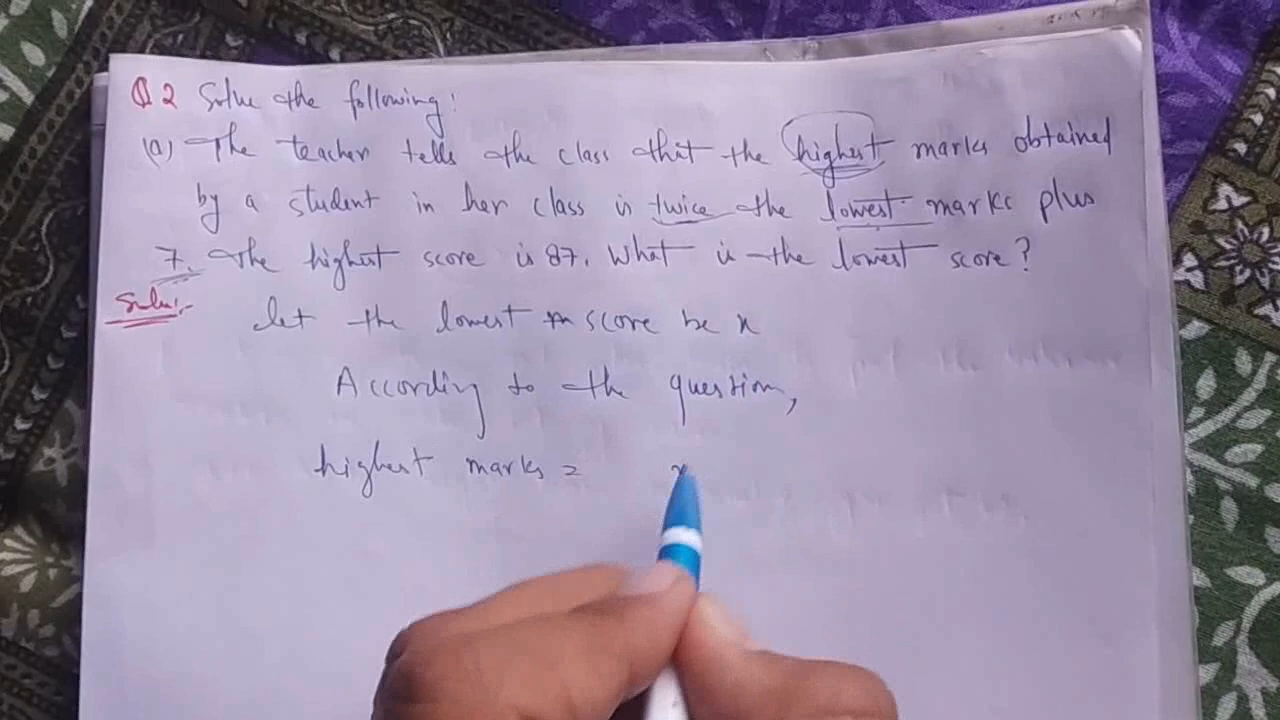 Q.2 Solve the following:
(a) The teacher tells the class that the highest marks obtained
by a student in her class is twice the lowest marks plus
7. The highest score is 87. What is the lowest score?
Soln:-
let the lowest score be x
According to the question,
highest marks = x